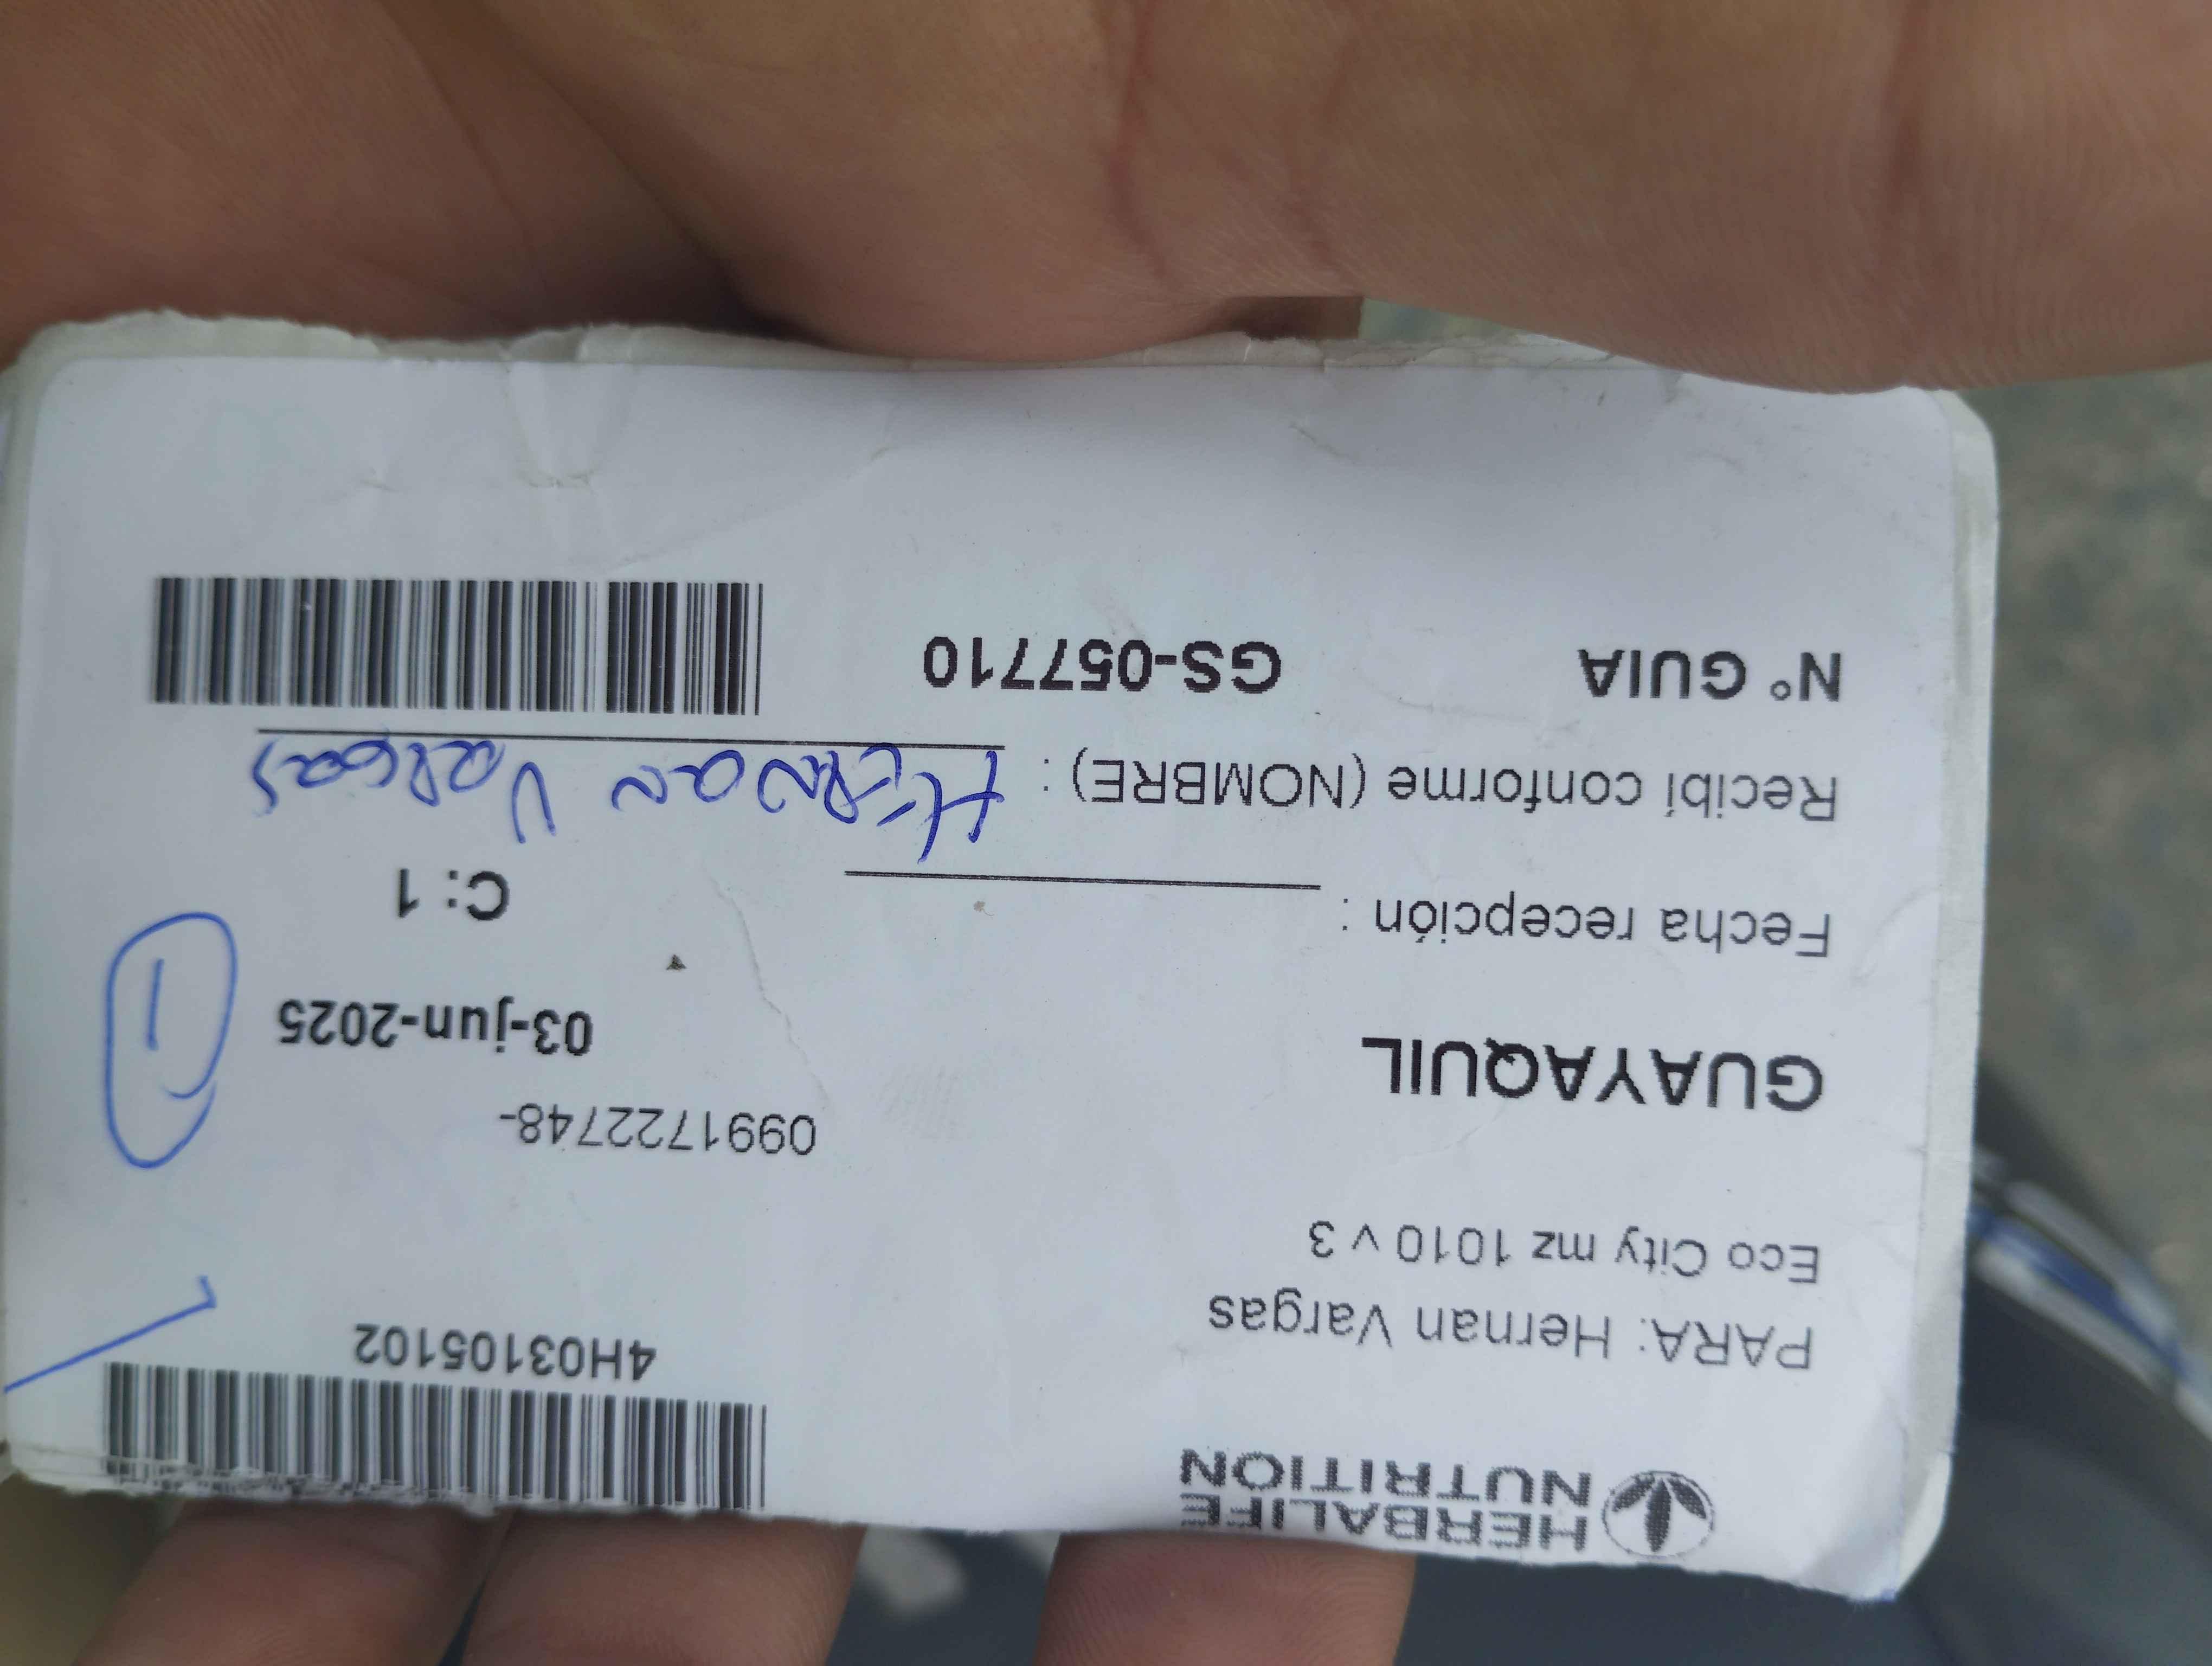 HERBALIFE
NUTRITION
4H03105102
PARA: Hernan Vargas
Eco City mz 1010 v 3
0991722748-
GUAYAQUIL
03-jun-2025
1
Fecha recepción :
C: 1
Recibí conforme (NOMBRE) : HERNAN VARGAS
N° GUIA GS-057710